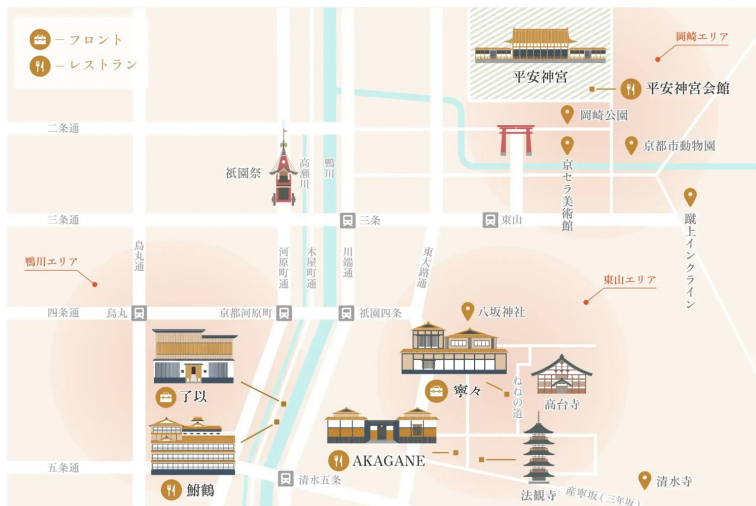 ーフロント
ーレストラン
岡崎エリア
平安神宮
平安神宮会館
岡崎公園
二条通
京都市動物園
祇園祭
高瀬川
鴨川
京セラ美術館
三条通
三条
東山
蹴上インクライン
烏丸通
河原町通
木屋町通
川端通
東大路通
鴨川エリア
東山エリア
四条通
烏丸
京都河原町
祇園四条
八坂神社
了以
寧々
ねねの道
高台寺
AKAGANE
五条通
鮒鶴
清水五条
法観寺
産寧坂(三年坂)
清水寺